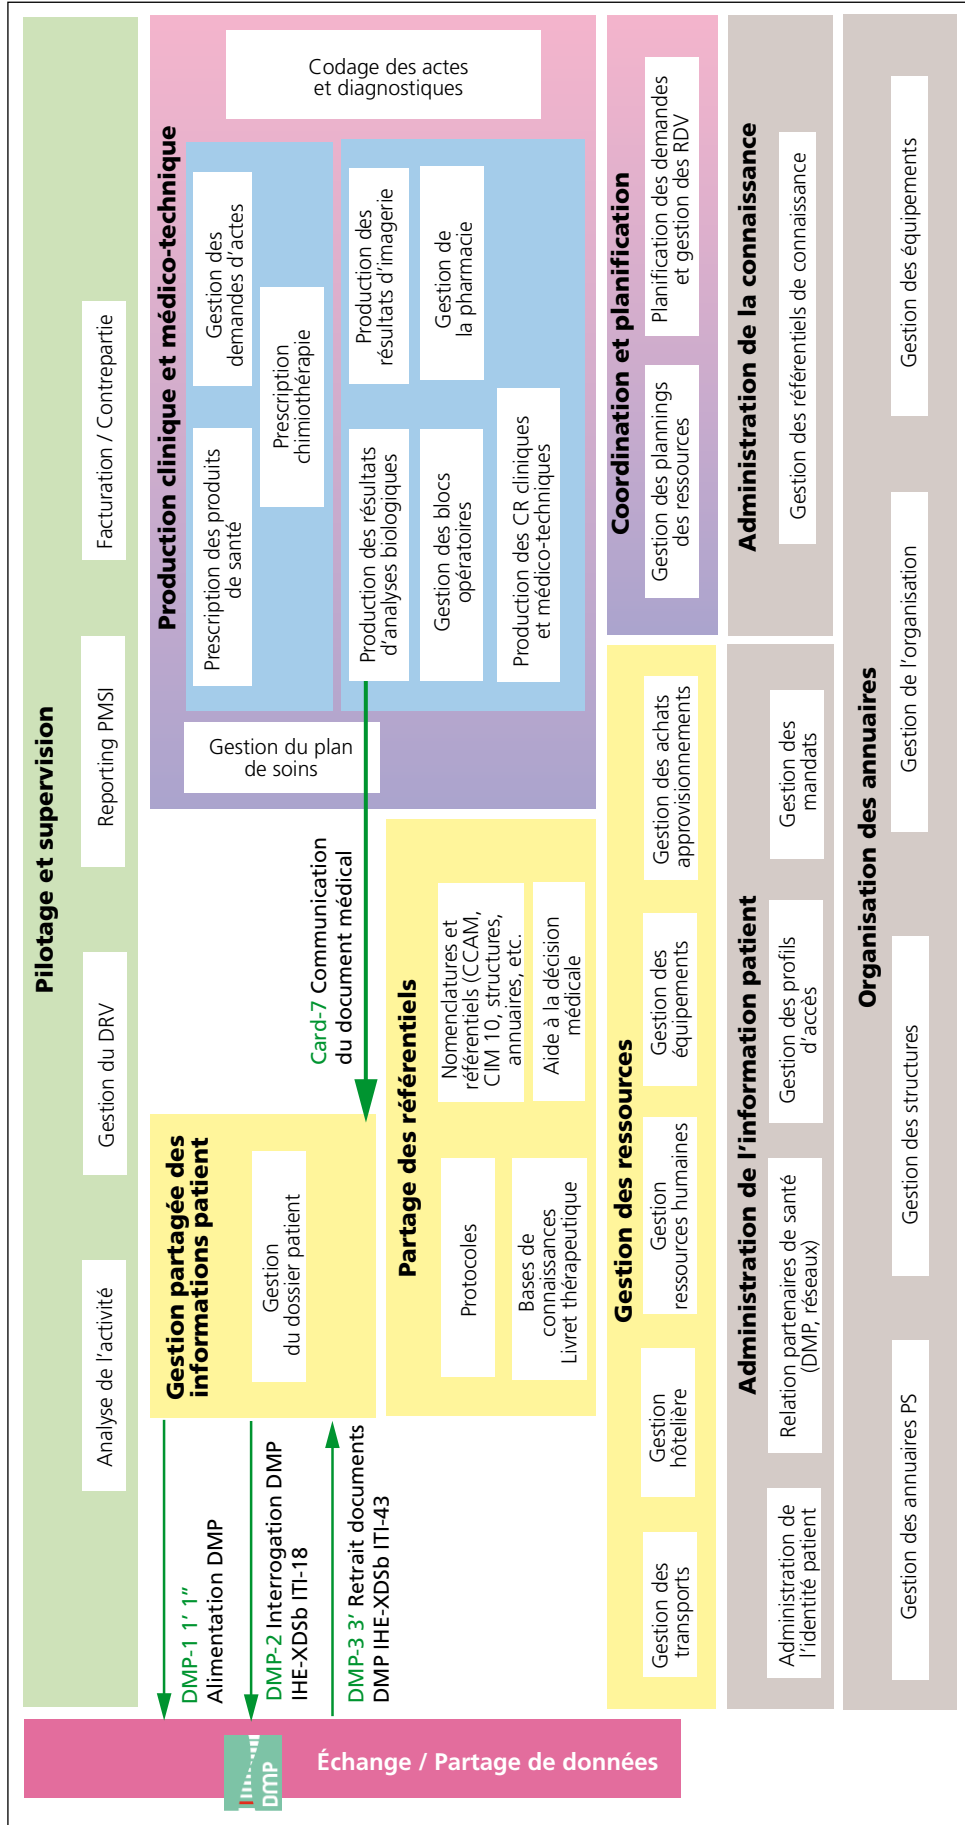 Pilotage et supervision
Analyse de l'activité
Gestion du DRV
Reporting PMSI
Facturation / Contrepartie
DMP
Échange / Partage de données
DMP-1 1' 1"
Alimentation DMP
DMP-2 Interrogation DMP
IHE-XDSb ITI-18
DMP-3 3' Retrait documents
DMP IHE-XDSb ITI-43
Gestion partagée des
informations patient
Gestion
du dossier patient
Card-7 Communication
du document médical
Partage des référentiels
Protocoles
Nomenclatures et
référentiels (CCAM,
CIM 10, structures,
annuaires, etc.
Bases de
connaissances
Livret thérapeutique
Aide à la décision
médicale
Production clinique et médico-technique
Gestion du plan
de soins
Prescription des produits
de santé
Gestion des
demandes d'actes
Prescription
chimiothérapie
Production des résultats
d'analyses biologiques
Production des
résultats d'imagerie
Gestion des blocs
opératoires
Gestion de
la pharmacie
Production des CR cliniques
et médico-techniques
Codage des actes
et diagnostiques
Gestion des ressources
Gestion des
transports
Gestion
hôtelière
Gestion
ressources humaines
Gestion des
équipements
Gestion des achats
approvisionnements
Coordination et planification
Gestion des plannings
des ressources
Planification des demandes
et gestion des RDV
Administration de l'information patient
Administration de
l'identité patient
Relation partenaires de santé
(DMP, réseaux)
Gestion des profils
d'accès
Gestion des
mandats
Administration de la connaissance
Gestion des référentiels de connaissance
Organisation des annuaires
Gestion des annuaires PS
Gestion des structures
Gestion de l'organisation
Gestion des équipements